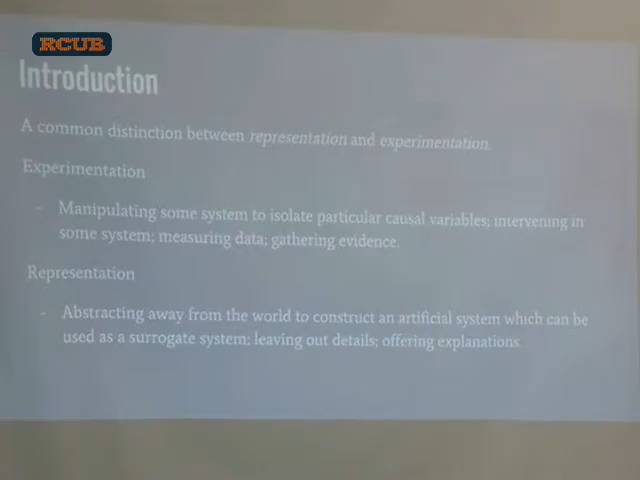 RCUB
Introduction
A common distinction between representation and experimentation.
Experimentation
- Manipulating some system to isolate particular causal variables; intervening in
some system; measuring data; gathering evidence.
Representation
- Abstracting away from the world to construct an artificial system which can be
used as a surrogate system; leaving out details; offering explanations.